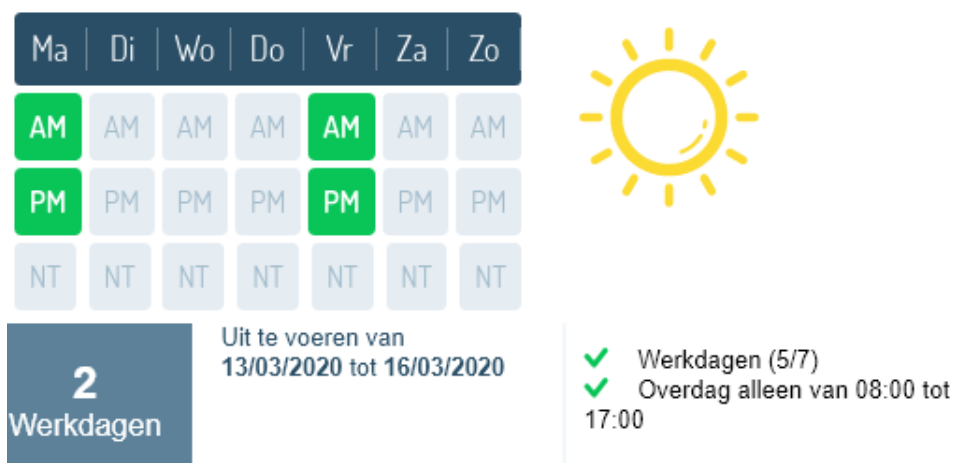 Ma Di Wo Do Vr Za Zo
AM AM AM AM AM AM AM
PM PM PM PM PM PM PM
NT NT NT NT NT NT NT
2
Werkdagen
Uit te voeren van
13/03/2020 tot 16/03/2020
Werkdagen (5/7)
Overdag alleen van 08:00 tot
17:00